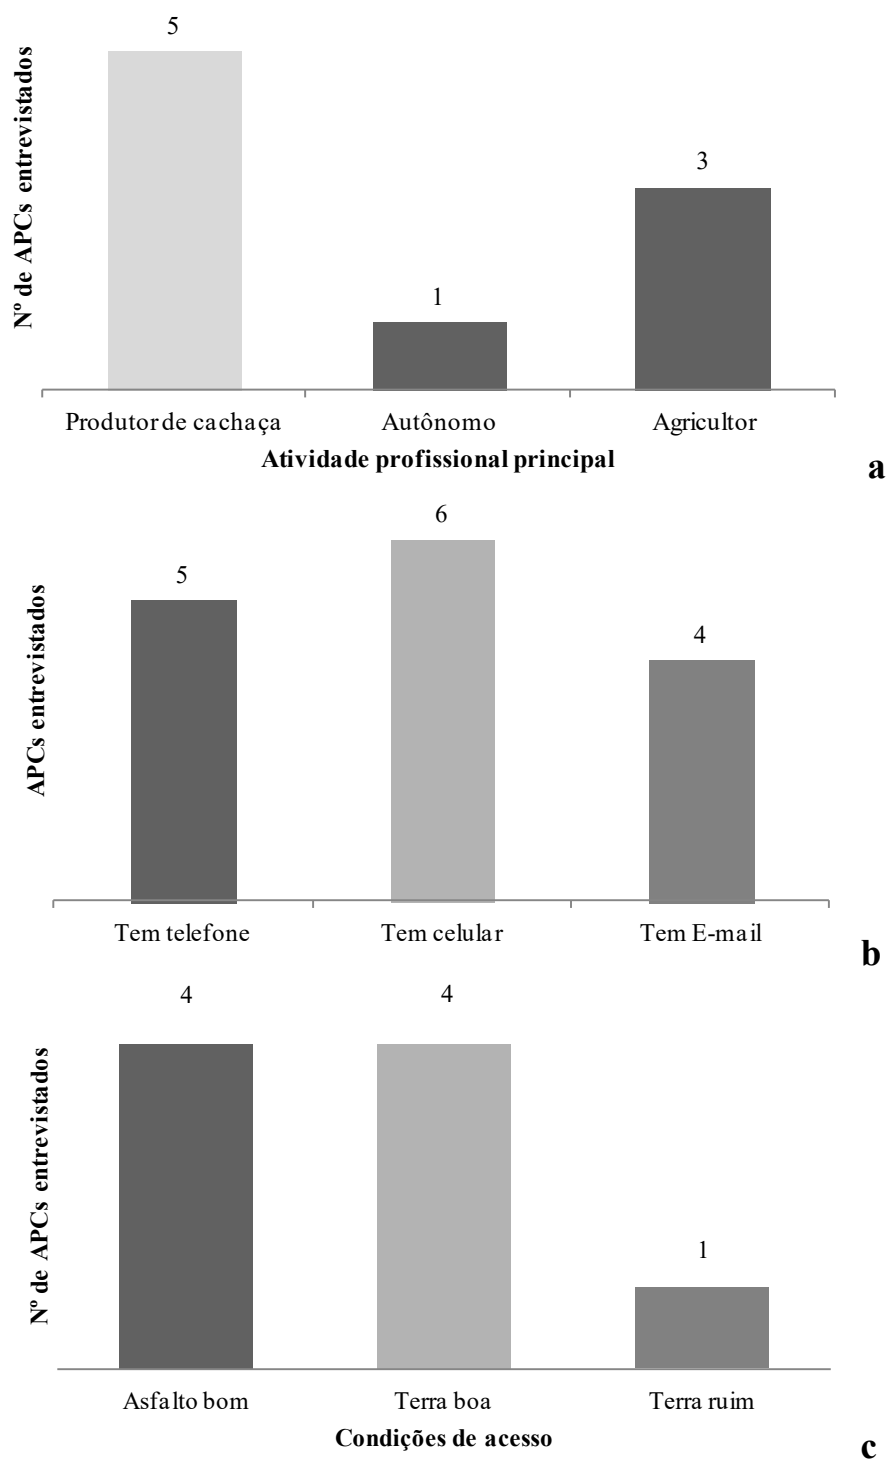 5
1
3
Nº de APCs entrevistados
Produtor de cachaça
Autônomo
Agricultor
Atividade profissional principal
a
5
6
4
APCs entrevistados
Tem telefone
Tem celular
Tem E-mail
b
4
4
1
Nº de APCs entrevistados
Asfalto bom
Terra boa
Terra ruim
Condições de acesso
c